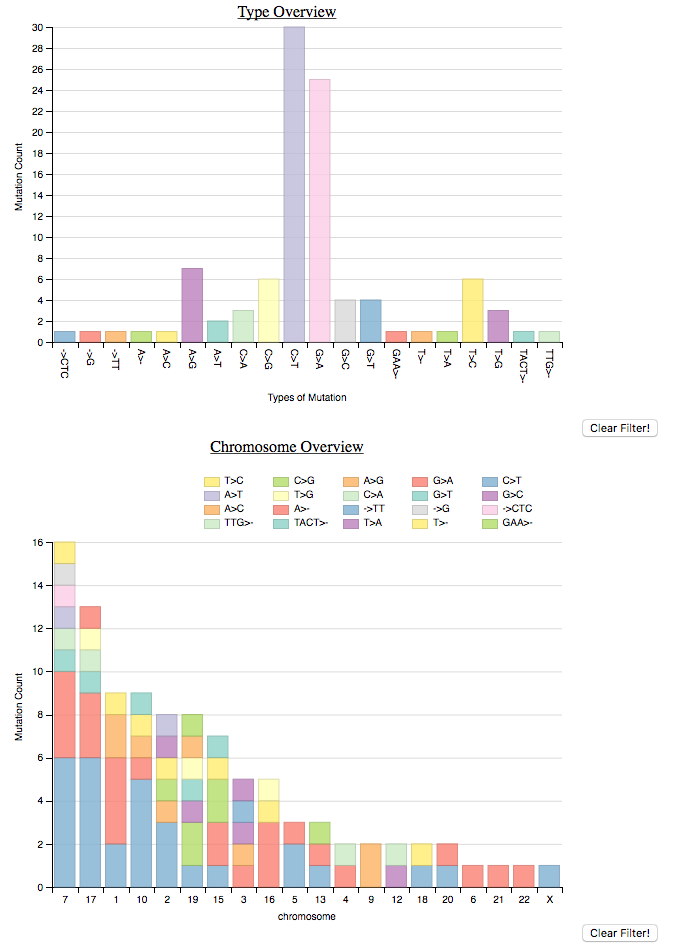 Type Overview
30
28
26
24
22
20
18
16
14
12
10
8
6
4
2
0
Mutation Count
->CTC ->G ->TT A>- A>C A>G A>T C>A C>G C>T G>A G>C G>T GAA>- T>- T>A T>C T>G TACT>- TTG>-
Types of Mutation
Clear Filter!
Chromosome Overview
T>C C>G A>G G>A C>T
A>T T>G C>A G>T G>C
A>C A>- ->TT ->G ->CTC
TTG>- TACT>- T>A T>- GAA>-
16
14
12
10
8
6
4
2
0
Mutation Count
7 17 1 10 2 19 15 3 16 5 13 4 9 12 18 20 6 21 22 X
chromosome
Clear Filter!